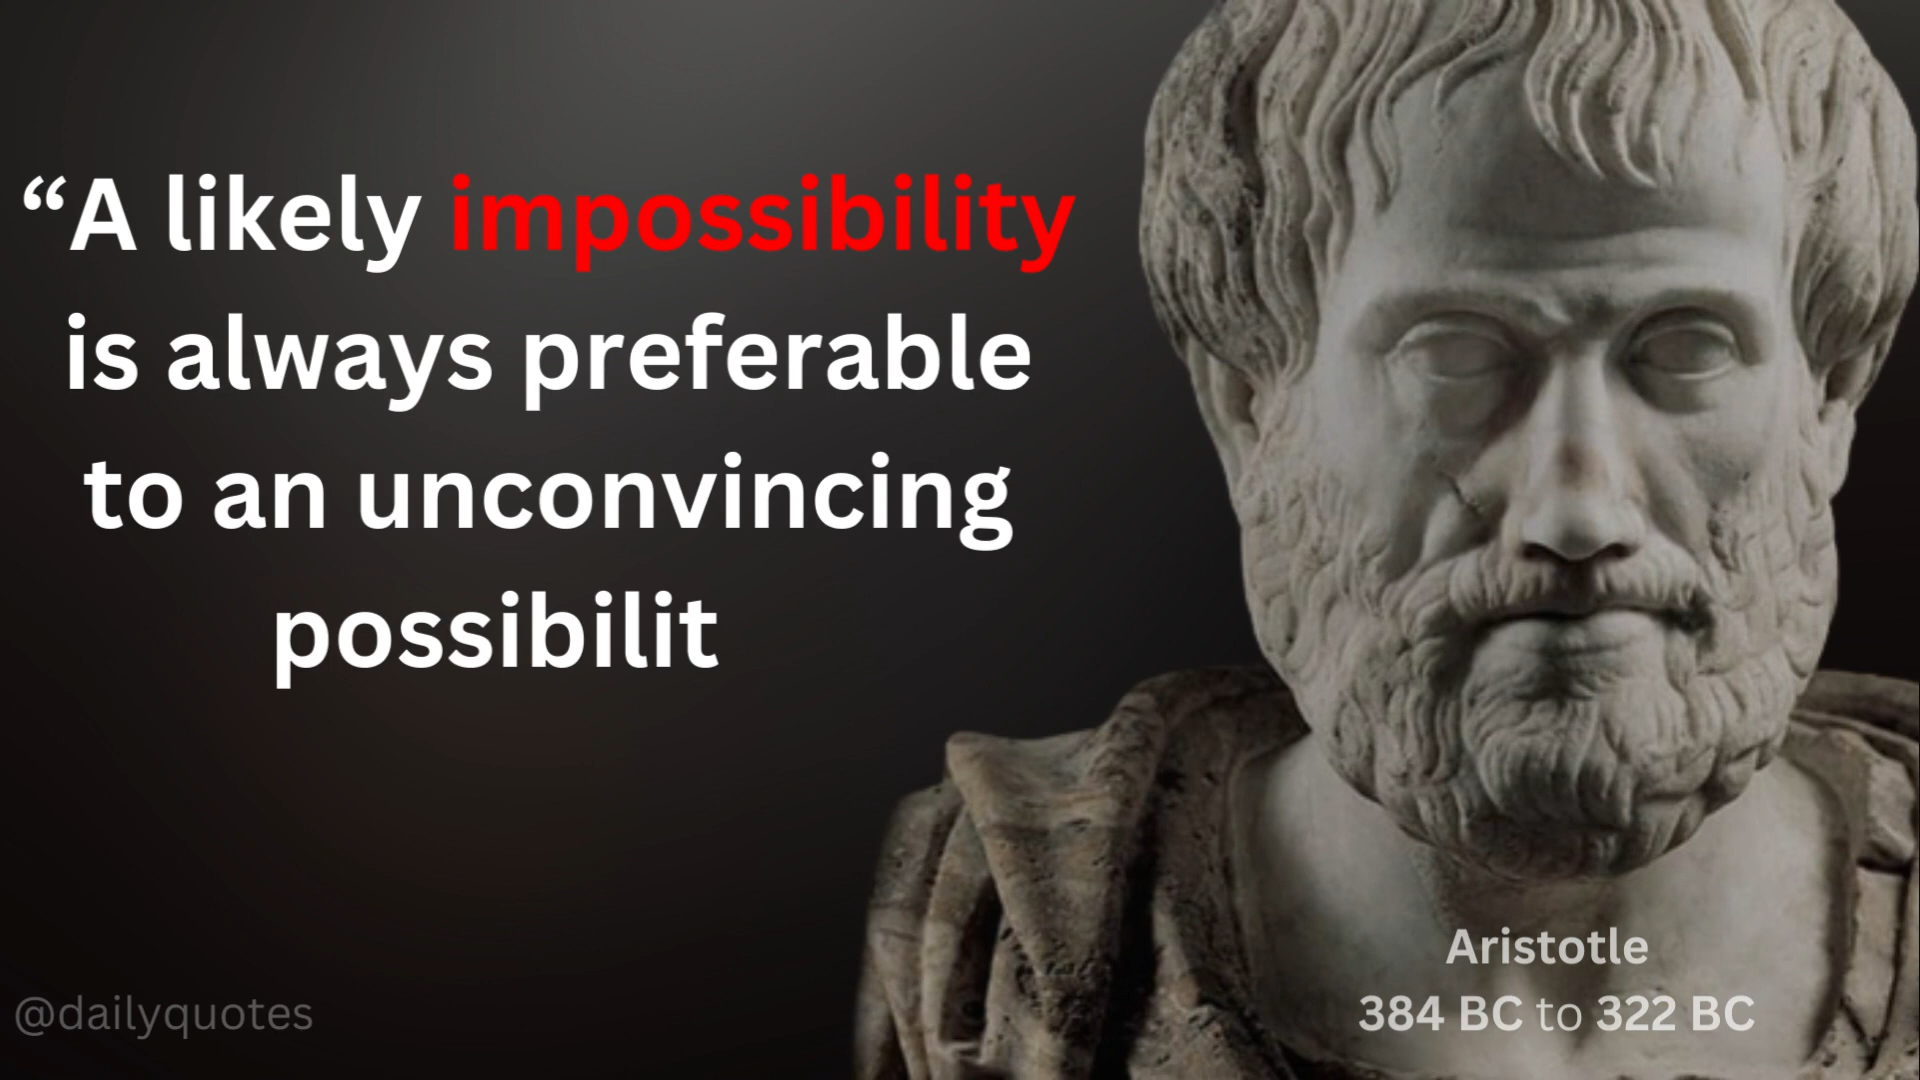 “A likely impossibility
is always preferable
to an unconvincing
possibilit
Aristotle
384 BC to 322 BC
@dailyquotes